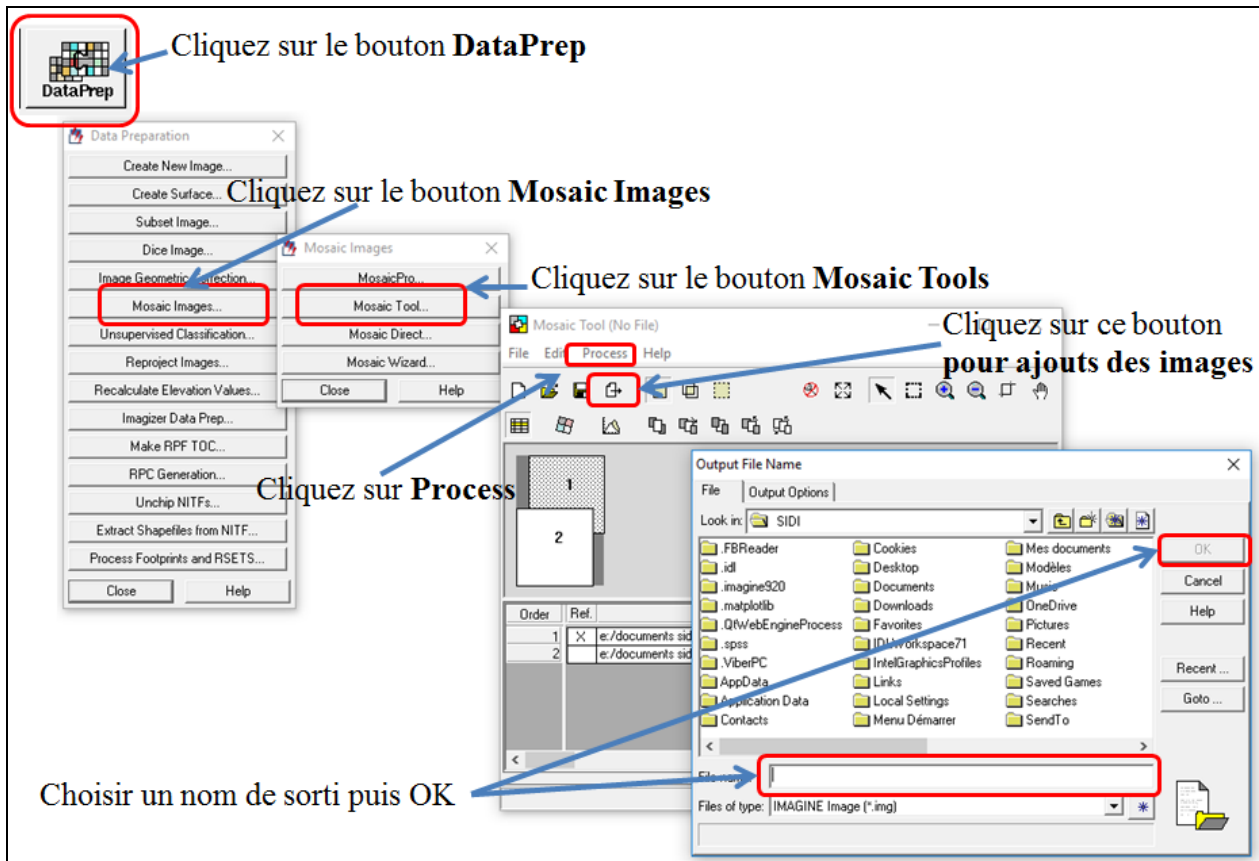 Cliquez sur le bouton DataPrep
DataPrep
Data Preparation
Create New Image...
Create Surface...
Cliquez sur le bouton Mosaic Images
Subset Image...
Dice Image...
Mosaic Images
Image Geometric Correction...
MosaicPro...
Cliquez sur le bouton Mosaic Tools
Mosaic Images...
Mosaic Tool...
Unsupervised Classification...
Mosaic Direct...
Reproject Images...
Mosaic Wizard...
Recalculate Elevation Values...
Close
Help
Imagizer Data Prep...
Make RPF TOC...
RPC Generation...
Unchip NITFs...
Extract Shapefiles from NITF...
Process Footprints and RSETS...
Close
Help
Mosaic Tool (No File)
Cliquez sur ce bouton
pour ajouts des images
File Edit Process Help
Cliquez sur Process
1
2
Order Ref.
1 X e:/documents sid
2 e:/documents sid
Output File Name
File
Output Options
Look in: SIDI
.FBReader Cookies Mes documents
.idl Desktop Modèles
.imagine920 Documents Music
.matplotlib Downloads OneDrive
.QtWebEngineProcess Favorites Pictures
.spss IDLWorkspace71 Recent
.ViberPC IntelGraphicsProfiles Roaming
AppData Links Saved Games
Application Data Local Settings Searches
Contacts Menu Démarrer SendTo
OK
Cancel
Help
Recent ...
Goto ...
File name:
Files of type: IMAGINE Image (*.img)
Choisir un nom de sorti puis OK